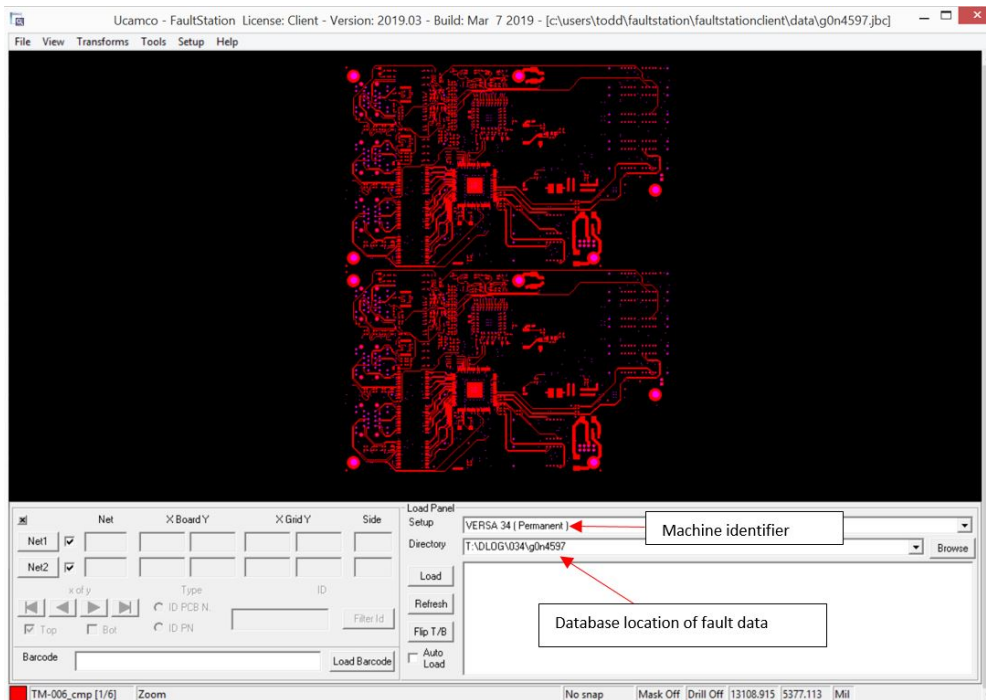 Ucamco - FaultStation License: Client - Version: 2019.03 - Build: Mar 7 2019 - [c:\users\todd\faultstation\faultstationclient\data\g0n4597.jbc]
File View Transforms Tools Setup Help
Net X Board Y X Grid Y Side
Net1
Net2
x of y Type ID
ID PCB N.
ID PN
Filter Id
Top Bot
Barcode
Load Barcode
Load Panel
Setup VERSA 34 ( Permanent )
Machine identifier
Directory T:\DLOG\034\g0n4597 Browse
Load
Refresh
Flip T/B
Auto
Load
Database location of fault data
TM-006_cmp [1/6] Zoom No snap Mask Off Drill Off 13108.915 5377.113 Mil